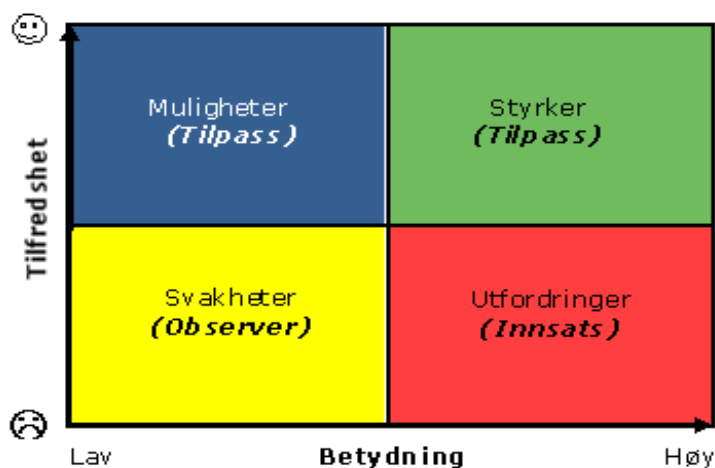 Tilfredshet
Muligheter
(Tilpass)
Styrker
(Tilpass)
Svakheter
(Observer)
Utfordringer
(Innsats)
Lav
Betydning
Høy